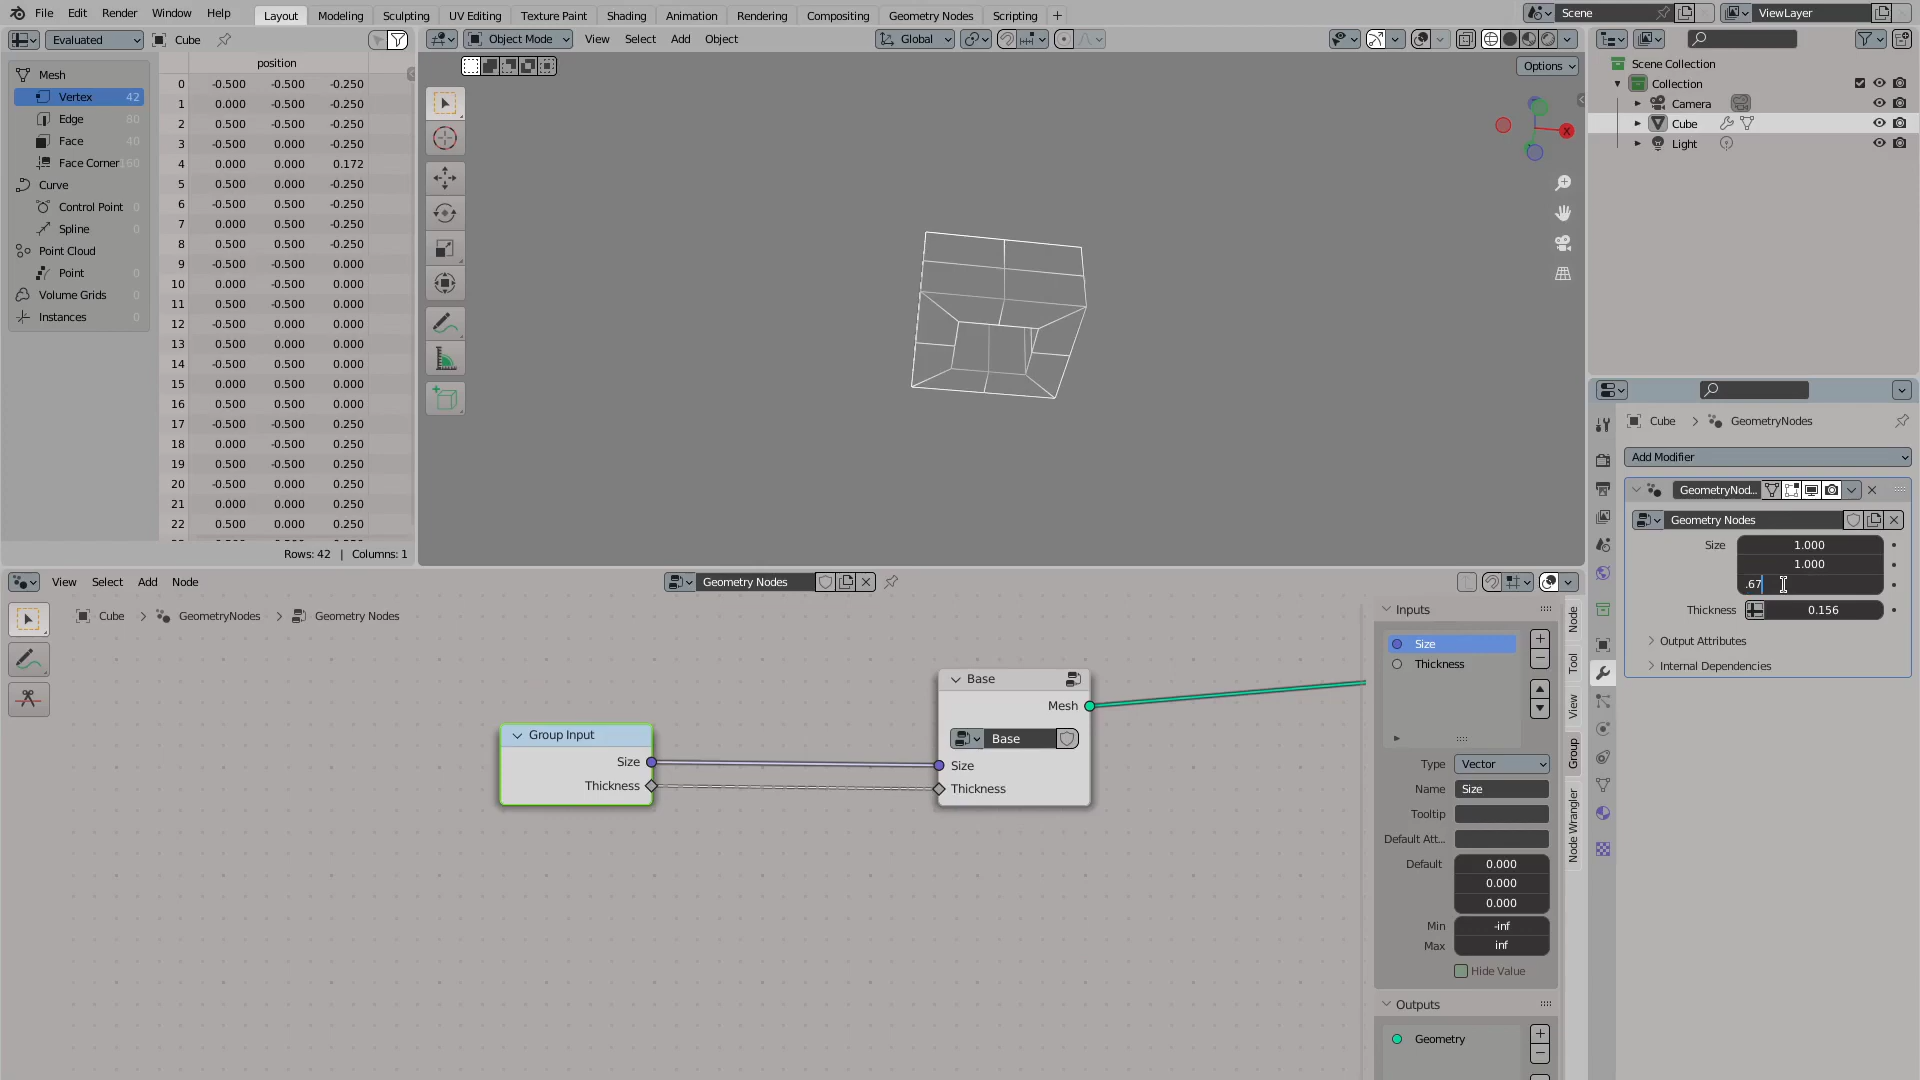 File Edit Render Window Help Layout Modeling Sculpting UV Editing Texture Paint Shading Animation Rendering Compositing Geometry Nodes Scripting + Scene ViewLayer
Evaluated Cube
position
Mesh
Vertex 42
Edge 80
Face 40
Face Corner 160
Curve
Control Point 0
Spline 0
Point Cloud
Point 0
Volume Grids 0
Instances 0
0 -0.500 -0.500 -0.250
1 0.000 -0.500 -0.250
2 0.500 -0.500 -0.250
3 -0.500 0.000 -0.250
4 0.000 0.000 0.172
5 0.500 0.000 -0.250
6 -0.500 0.500 -0.250
7 0.000 0.500 -0.250
8 0.500 0.500 -0.250
9 -0.500 -0.500 0.000
10 0.000 -0.500 0.000
11 0.500 -0.500 0.000
12 -0.500 0.000 0.000
13 0.500 0.000 0.000
14 -0.500 0.500 0.000
15 0.000 0.500 0.000
16 0.500 0.500 0.000
17 -0.500 -0.500 0.250
18 0.000 -0.500 0.250
19 0.500 -0.500 0.250
20 -0.500 0.000 0.250
21 0.000 0.000 0.250
22 0.500 0.000 0.250
Rows: 42 | Columns: 1
Object Mode View Select Add Object Global
Options
X
Scene Collection
Collection
Camera
Cube
Light
Cube > GeometryNodes
Add Modifier
GeometryNod...
Geometry Nodes
Size 1.000
1.000
.67
Thickness 0.156
Output Attributes
Internal Dependencies
View Select Add Node Geometry Nodes
Cube > GeometryNodes > Geometry Nodes
Group Input
Size
Thickness
Base
Mesh
Base
Size
Thickness
Inputs
Size
Thickness
Type Vector
Name Size
Tooltip
Default Att...
Default 0.000
0.000
0.000
Min -inf
Max inf
Hide Value
Outputs
Geometry
Node
Tool
View
Group
Node Wrangler